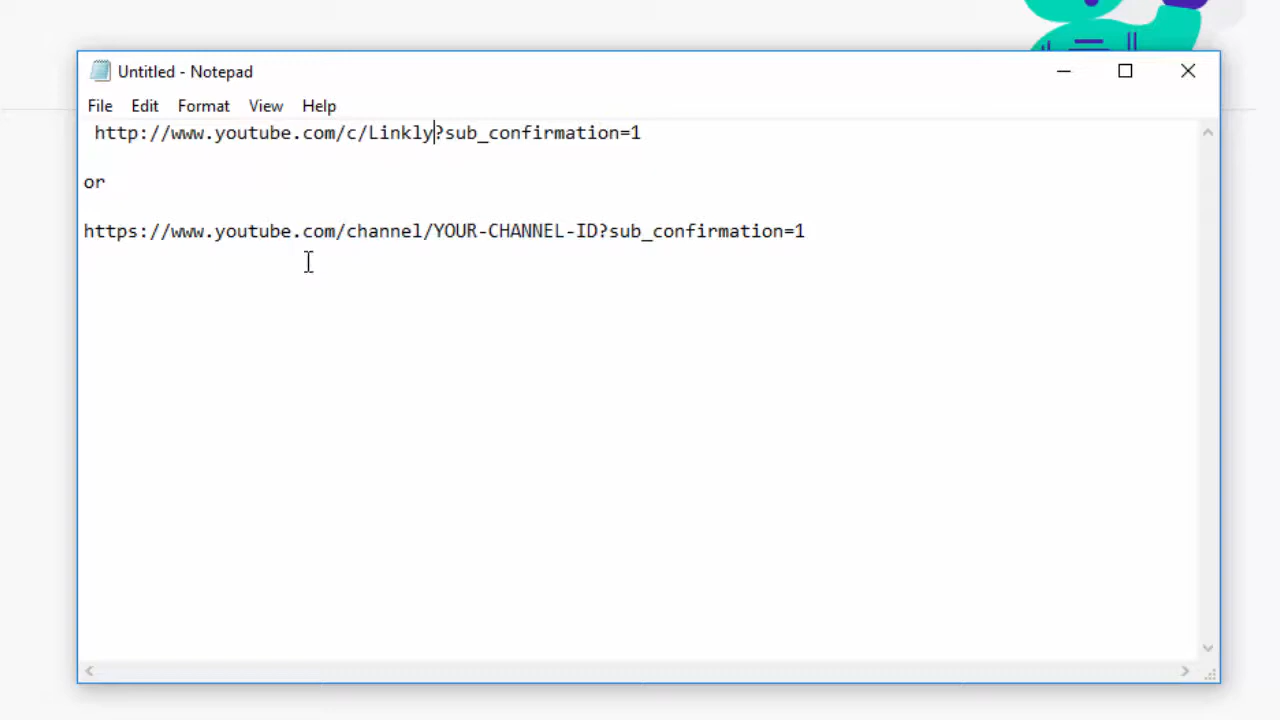 Untitled - Notepad
File Edit Format View Help
http://www.youtube.com/c/Linkly?sub_confirmation=1
or
https://www.youtube.com/channel/YOUR-CHANNEL-ID?sub_confirmation=1